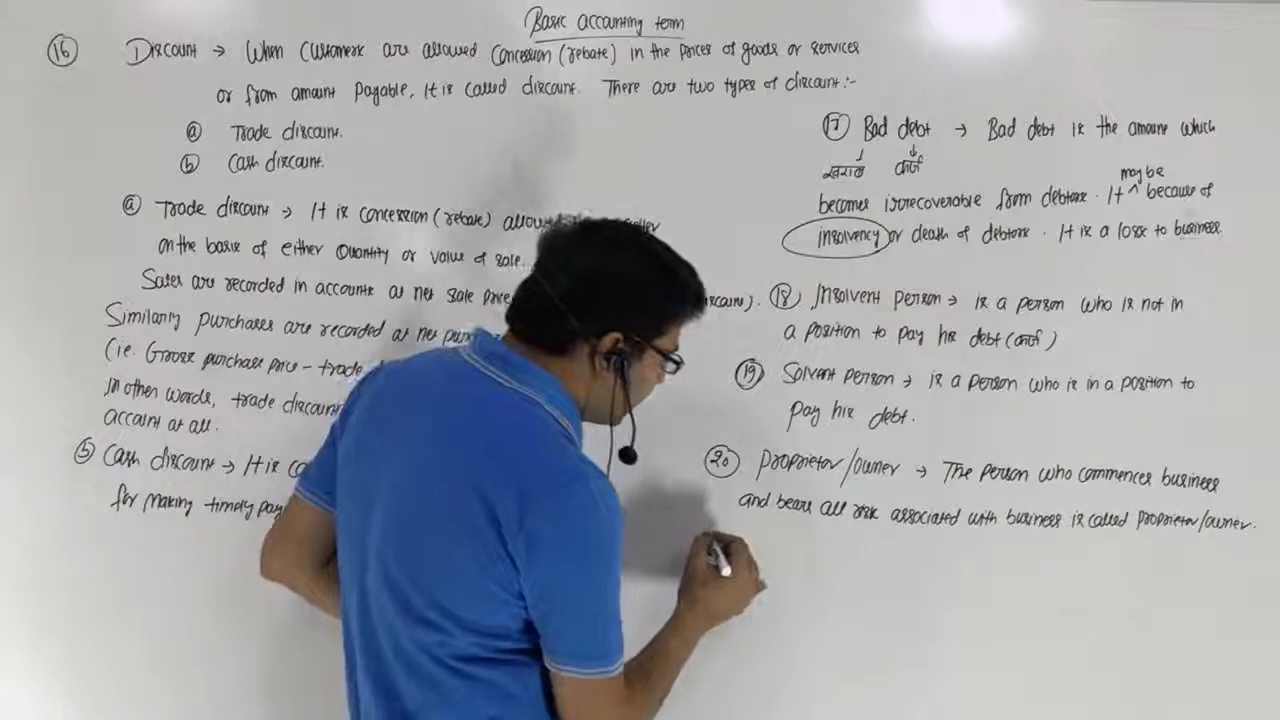 Basic accounting term
16 Discount → When customers are allowed concession (rebate) in the prices of goods or services
or from amount payable, It is called discount. There are two types of discount:-
a Trade discount.
b Cash discount.
a Trade discount → It is concession (rebate) allowed
on the basis of either Quantity or value of sale.
Sales are recorded in accounts at net sale price
Similarly purchases are recorded at net
(ie. Gross purchase price - trade
In other words, trade discount
account at all.
b Cash discount → It is
for making timely
17 Bad debt → Bad debt is the amount which
खराब कर्ज
may be
becomes irrecoverable from debtors. It ^ because of
insolvency or death of debtors. It is a loss to business
18 Insolvent person → is a person who is not in
a position to pay his debt (कर्ज)
19 Solvent person → is a person who is in a position to
pay his debt.
20 Proprietor/owner → The person who commences business
and bears all risk associated with business is called proprietor/owner.